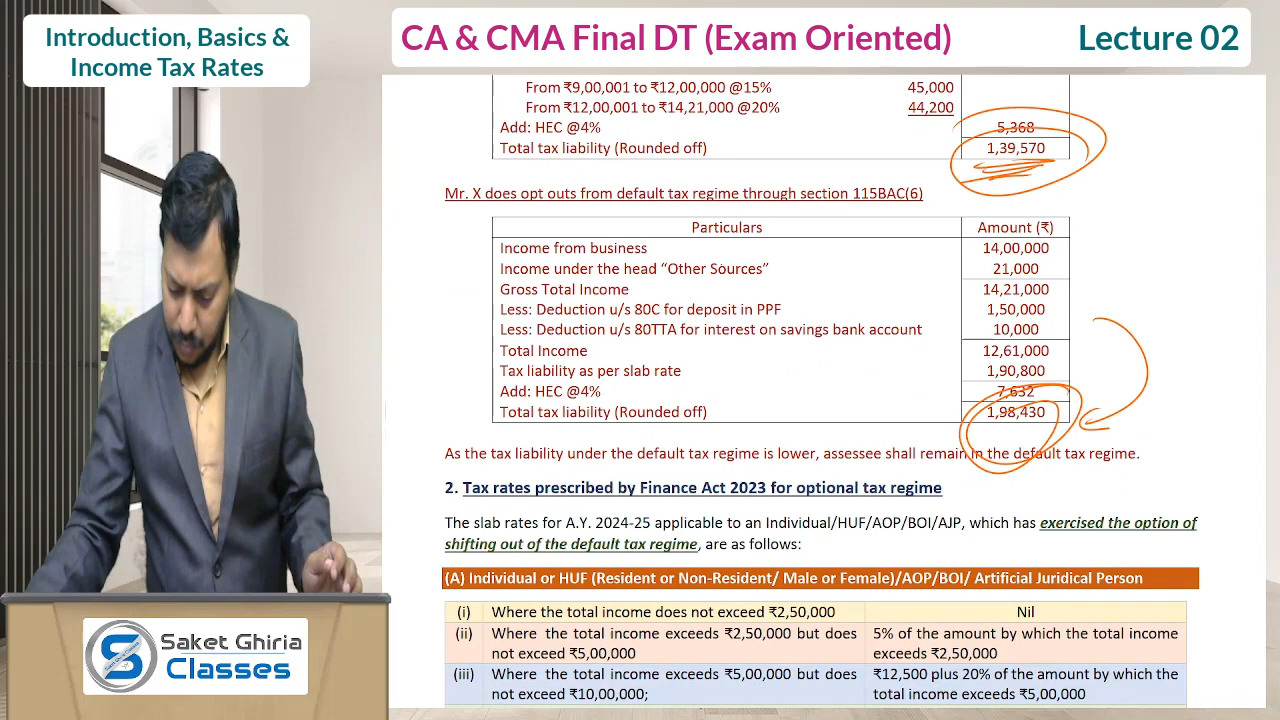 Introduction, Basics &
Income Tax Rates
CA & CMA Final DT (Exam Oriented)
Lecture 02
From ₹9,00,001 to ₹12,00,000 @15% 45,000
From ₹12,00,001 to ₹14,21,000 @20% 44,200
Add: HEC @4% 5,368
Total tax liability (Rounded off) 1,39,570
Mr. X does opt outs from default tax regime through section 115BAC(6)
Particulars Amount (₹)
Income from business 14,00,000
Income under the head “Other Sources” 21,000
Gross Total Income 14,21,000
Less: Deduction u/s 80C for deposit in PPF 1,50,000
Less: Deduction u/s 80TTA for interest on savings bank account 10,000
Total Income 12,61,000
Tax liability as per slab rate 1,90,800
Add: HEC @4% 7,632
Total tax liability (Rounded off) 1,98,430
As the tax liability under the default tax regime is lower, assessee shall remain in the default tax regime.
2. Tax rates prescribed by Finance Act 2023 for optional tax regime
The slab rates for A.Y. 2024-25 applicable to an Individual/HUF/AOP/BOI/AJP, which has exercised the option of
shifting out of the default tax regime, are as follows:
(A) Individual or HUF (Resident or Non-Resident/ Male or Female)/AOP/BOI/ Artificial Juridical Person
(i) Where the total income does not exceed ₹2,50,000 Nil
(ii) Where the total income exceeds ₹2,50,000 but does 5% of the amount by which the total income
not exceed ₹5,00,000 exceeds ₹2,50,000
(iii) Where the total income exceeds ₹5,00,000 but does ₹12,500 plus 20% of the amount by which the
not exceed ₹10,00,000; total income exceeds ₹5,00,000
Saket Ghiria
Classes